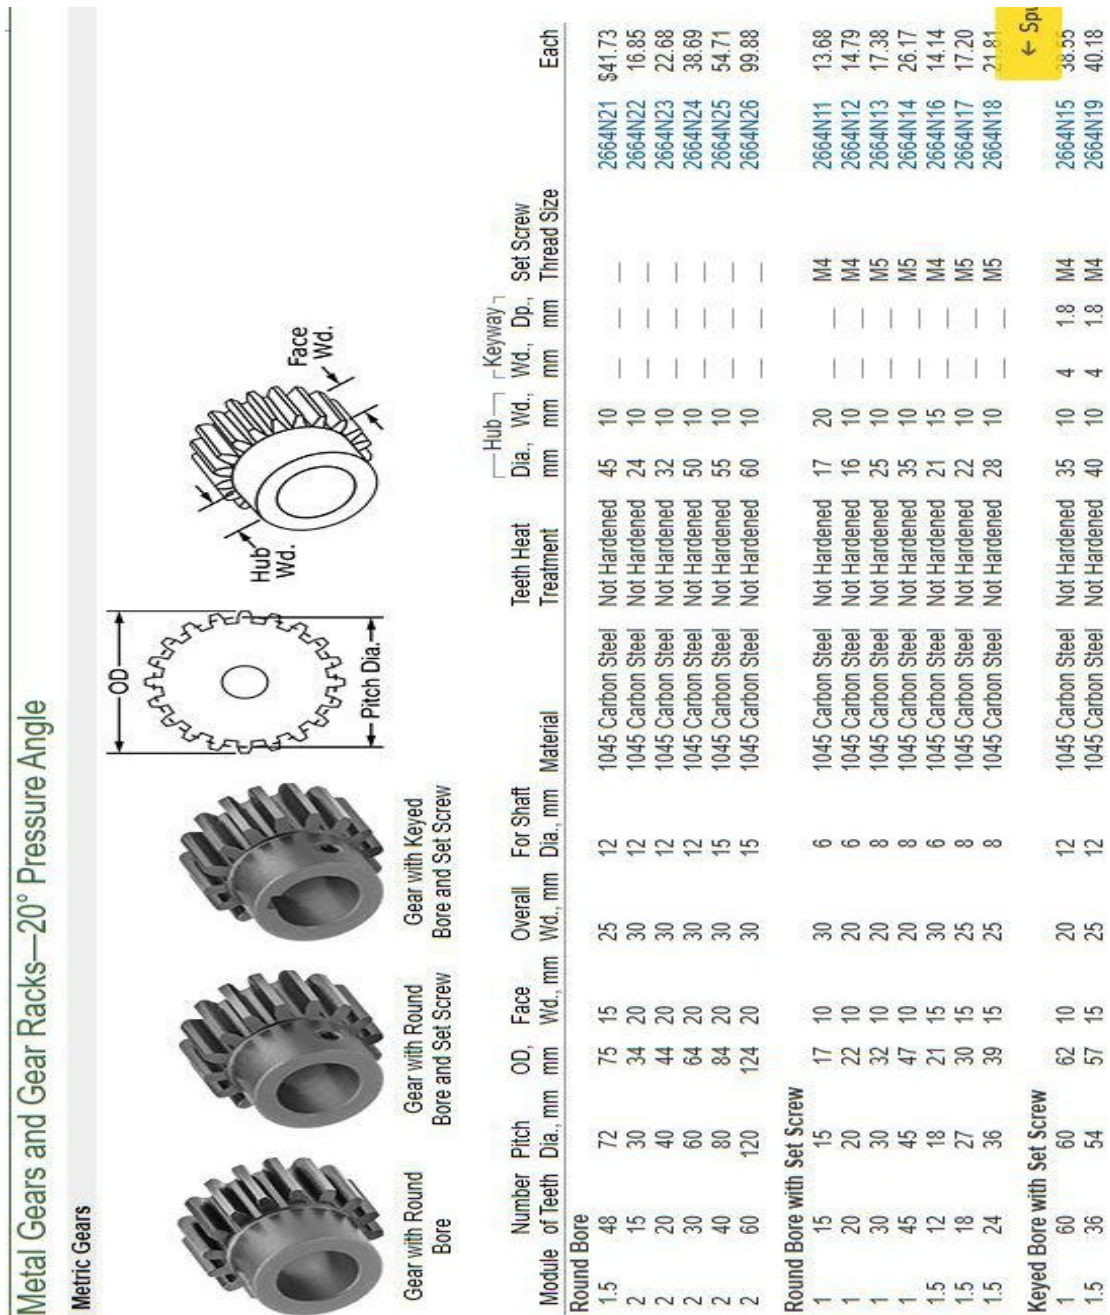 Metal Gears and Gear Racks—20° Pressure Angle
Metric Gears
OD
Pitch Dia.
Hub
Wd.
Face
Wd.
Gear with Round
Bore
Gear with Round
Bore and Set Screw
Gear with Keyed
Bore and Set Screw
Hub Keyway
Module Number of Teeth Pitch Dia., mm OD, mm Face Wd., mm Overall Wd., mm For Shaft Dia., mm Material Teeth Heat Treatment Dia., mm Wd., mm Wd., mm Dp., mm Set Screw Thread Size Each
Round Bore
1.5 48 72 75 15 25 12 1045 Carbon Steel Not Hardened 45 10 — — — 2664N21 $41.73
2 15 30 34 20 30 12 1045 Carbon Steel Not Hardened 24 10 — — — 2664N22 16.85
2 20 40 44 20 30 12 1045 Carbon Steel Not Hardened 32 10 — — — 2664N23 22.68
2 30 60 64 20 30 12 1045 Carbon Steel Not Hardened 50 10 — — — 2664N24 38.69
2 40 80 84 20 30 15 1045 Carbon Steel Not Hardened 55 10 — — — 2664N25 54.71
2 60 120 124 20 30 15 1045 Carbon Steel Not Hardened 60 10 — — — 2664N26 99.88
Round Bore with Set Screw
1 15 15 17 10 30 6 1045 Carbon Steel Not Hardened 17 20 — — M4 2664N11 13.68
1 20 20 22 10 20 6 1045 Carbon Steel Not Hardened 16 10 — — M4 2664N12 14.79
1 30 30 32 10 20 8 1045 Carbon Steel Not Hardened 25 10 — — M5 2664N13 17.38
1 45 45 47 10 20 8 1045 Carbon Steel Not Hardened 35 10 — — M5 2664N14 26.17
1.5 12 18 21 15 30 6 1045 Carbon Steel Not Hardened 21 15 — — M4 2664N16 14.14
1.5 18 27 30 15 25 8 1045 Carbon Steel Not Hardened 22 10 — — M5 2664N17 17.20
1.5 24 36 39 15 25 8 1045 Carbon Steel Not Hardened 28 10 — — M5 2664N18 21.81
← Spu
Keyed Bore with Set Screw
1 60 60 62 10 20 12 1045 Carbon Steel Not Hardened 35 10 4 1.8 M4 2664N15 38.55
1.5 36 54 57 15 25 12 1045 Carbon Steel Not Hardened 40 10 4 1.8 M4 2664N19 40.18